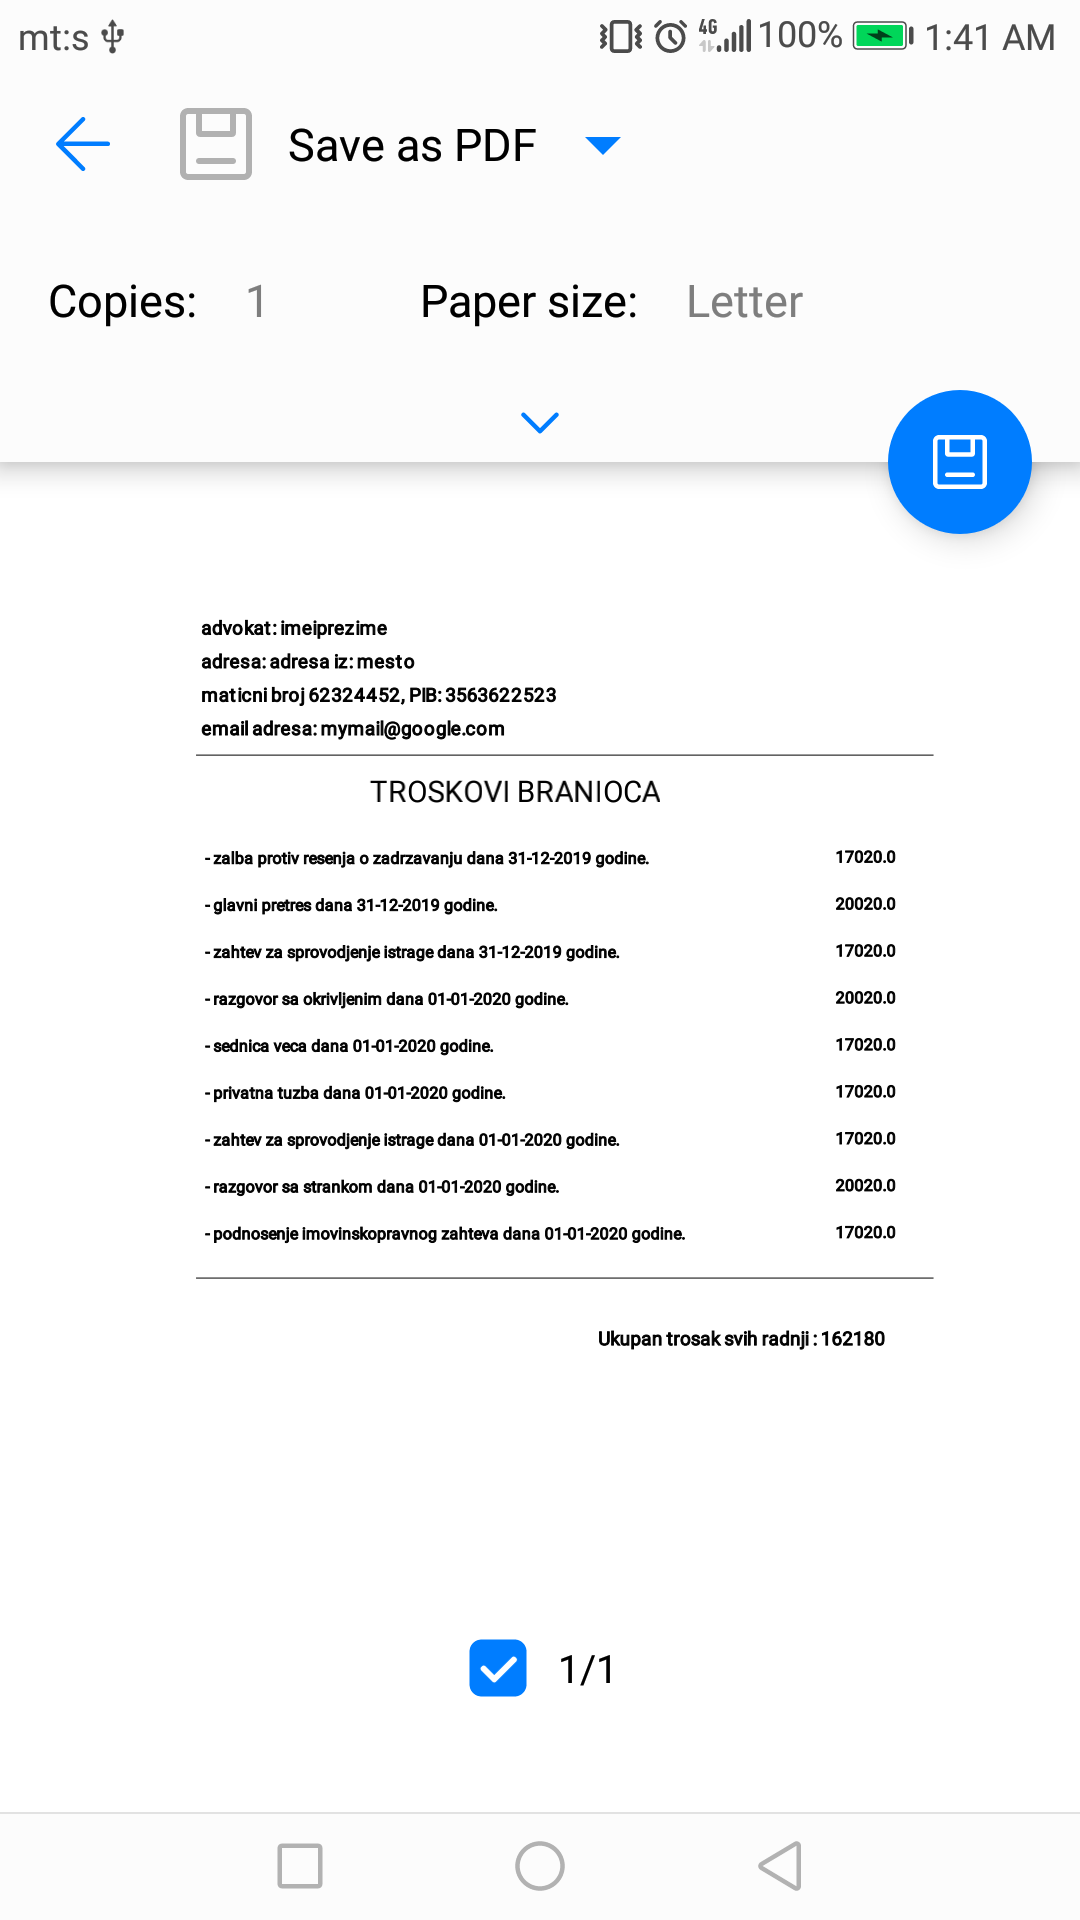 mt:s 4G 100% 1:41 AM
Save as PDF
Copies: 1 Paper size: Letter
advokat: imeiprezime
adresa: adresa iz: mesto
maticni broj 62324452, PIB: 3563622523
email adresa: mymail@google.com
TROSKOVI BRANIOCA
- zalba protiv resenja o zadrzavanju dana 31-12-2019 godine. 17020.0
- glavni pretres dana 31-12-2019 godine. 20020.0
- zahtev za sprovodjenje istrage dana 31-12-2019 godine. 17020.0
- razgovor sa okrivljenim dana 01-01-2020 godine. 20020.0
- sednica veca dana 01-01-2020 godine. 17020.0
- privatna tuzba dana 01-01-2020 godine. 17020.0
- zahtev za sprovodjenje istrage dana 01-01-2020 godine. 17020.0
- razgovor sa strankom dana 01-01-2020 godine. 20020.0
- podnosenje imovinskopravnog zahteva dana 01-01-2020 godine. 17020.0
Ukupan trosak svih radnji : 162180
1/1